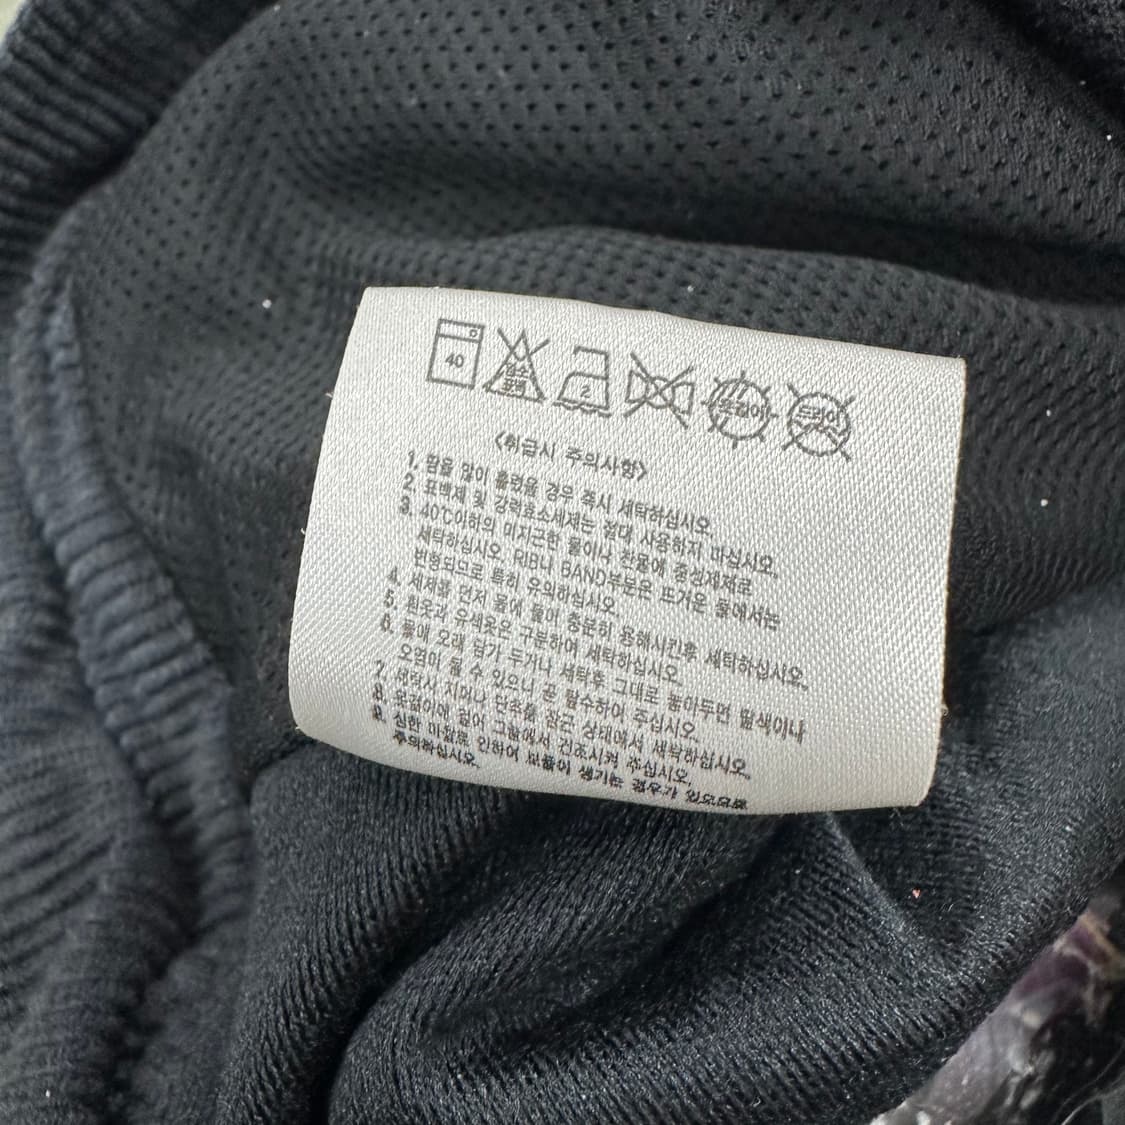 40
염소
표백
2
옷걸이
드라이
<취급시 주의사항>
1. 땀을 많이 흘렸을 경우 즉시 세탁하십시오.
2. 표백제 및 강력효소세제는 절대 사용하지 마십시오.
3. 40℃이하의 미지근한 물이나 찬물에 중성세제로
세탁하십시오. RIB나 BAND부분은 뜨거운 물에서는
변형되므로 특히 유의하십시오.
4. 세제를 먼저 물에 풀어 충분히 용해시킨후 세탁하십시오.
5. 흰옷과 유색옷은 구분하여 세탁하십시오.
6. 물에 오래 담가 두거나 세탁후 그대로 놓아두면 탈색이나
오염이 될 수 있으니 곧 탈수하여 주십시오.
7. 세탁시 지퍼나 단추를 잠근 상태에서 세탁하십시오.
8. 옷걸이에 걸어 그늘에서 건조시켜 주십시오.
9. 심한 마찰로 인하여 보풀이 생기는 경우가 있으므로
주의하십시오.